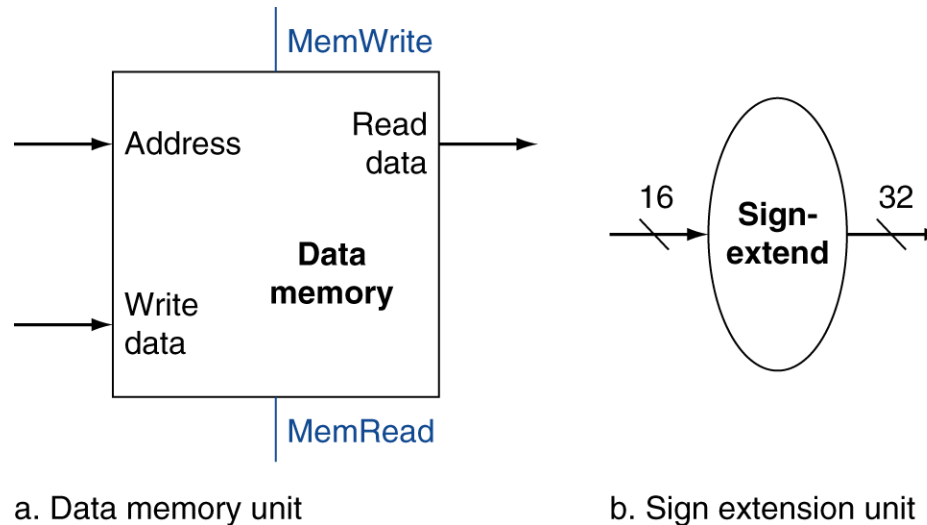 MemWrite
Address
Read
data
Data
memory
Write
data
MemRead
a. Data memory unit
16
Sign-
extend
32
b. Sign extension unit